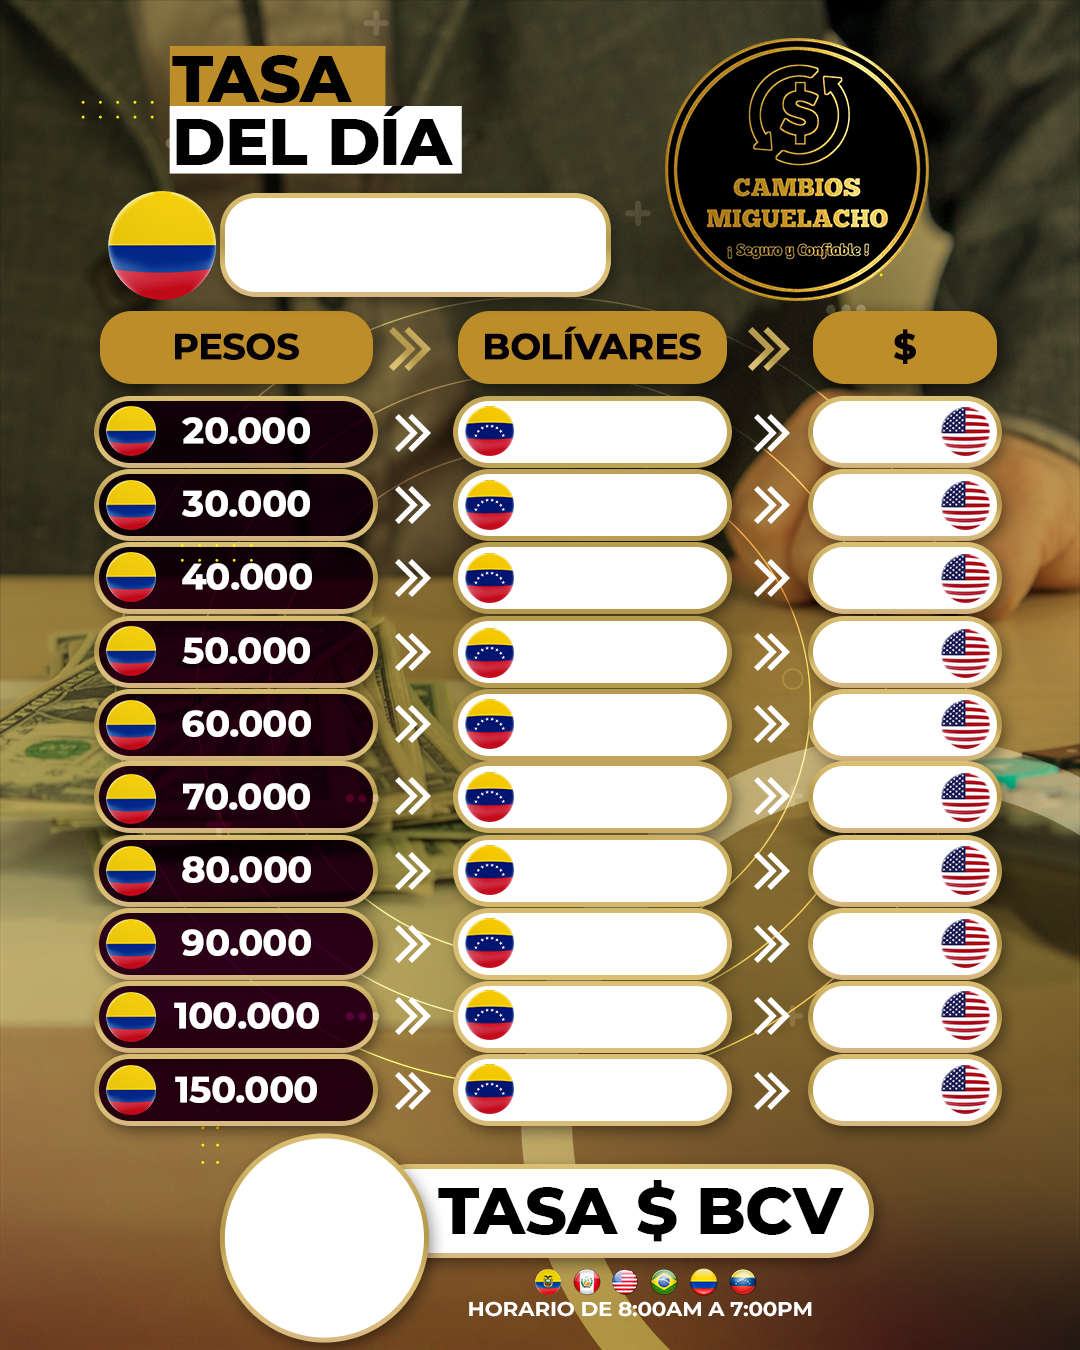 TASA
DEL DÍA
$
CAMBIOS
MIGUELACHO
¡ Seguro y Confiable !
PESOS BOLÍVARES $
20.000
30.000
40.000
50.000
60.000
70.000
80.000
90.000
100.000
150.000
TASA $ BCV
HORARIO DE 8:00AM A 7:00PM